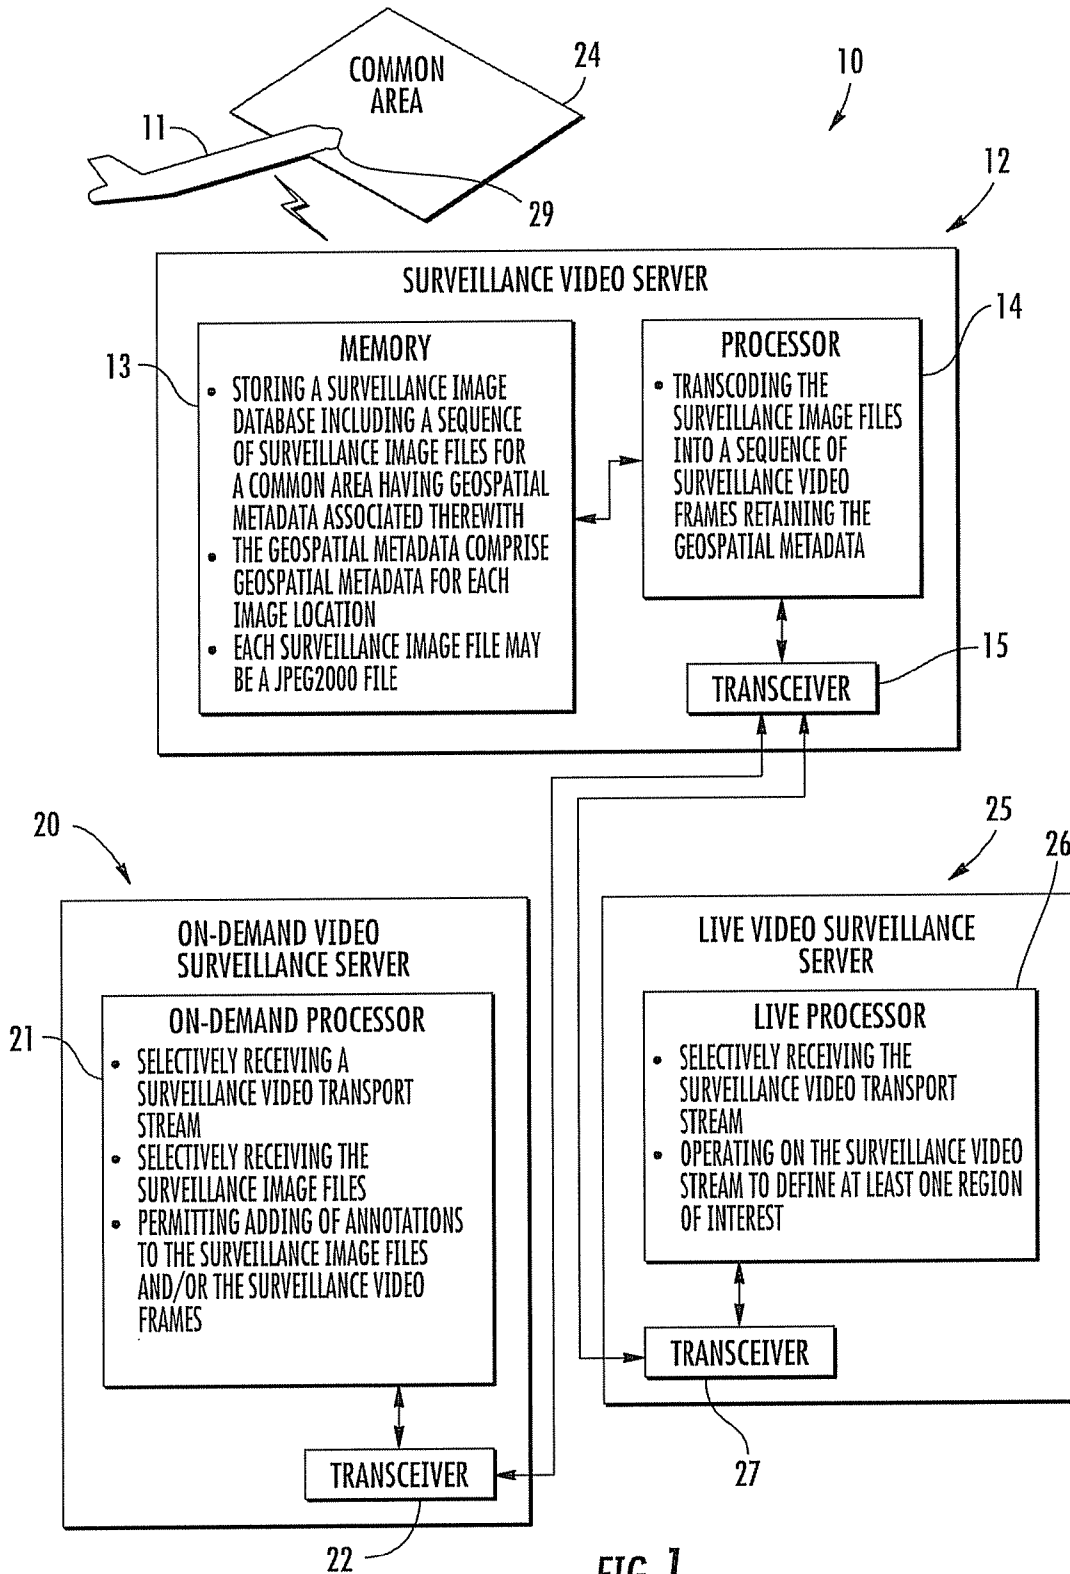 COMMON
AREA
24
10
11
29
12
SURVEILLANCE VIDEO SERVER
13
MEMORY
• STORING A SURVEILLANCE IMAGE
DATABASE INCLUDING A SEQUENCE
OF SURVEILLANCE IMAGE FILES FOR
A COMMON AREA HAVING GEOSPATIAL
METADATA ASSOCIATED THEREWITH
• THE GEOSPATIAL METADATA COMPRISE
GEOSPATIAL METADATA FOR EACH
IMAGE LOCATION
• EACH SURVEILLANCE IMAGE FILE MAY
BE A JPEG2000 FILE
14
PROCESSOR
• TRANSCODING THE
SURVEILLANCE IMAGE FILES
INTO A SEQUENCE OF
SURVEILLANCE VIDEO
FRAMES RETAINING THE
GEOSPATIAL METADATA
15
TRANSCEIVER
20
ON-DEMAND VIDEO
SURVEILLANCE SERVER
21
ON-DEMAND PROCESSOR
• SELECTIVELY RECEIVING A
SURVEILLANCE VIDEO TRANSPORT
STREAM
• SELECTIVELY RECEIVING THE
SURVEILLANCE IMAGE FILES
• PERMITTING ADDING OF ANNOTATIONS
TO THE SURVEILLANCE IMAGE FILES
AND/OR THE SURVEILLANCE VIDEO
FRAMES
TRANSCEIVER
22
25
26
LIVE VIDEO SURVEILLANCE
SERVER
LIVE PROCESSOR
• SELECTIVELY RECEIVING THE
SURVEILLANCE VIDEO TRANSPORT
STREAM
• OPERATING ON THE SURVEILLANCE VIDEO
STREAM TO DEFINE AT LEAST ONE REGION
OF INTEREST
TRANSCEIVER
27
FIG. 1